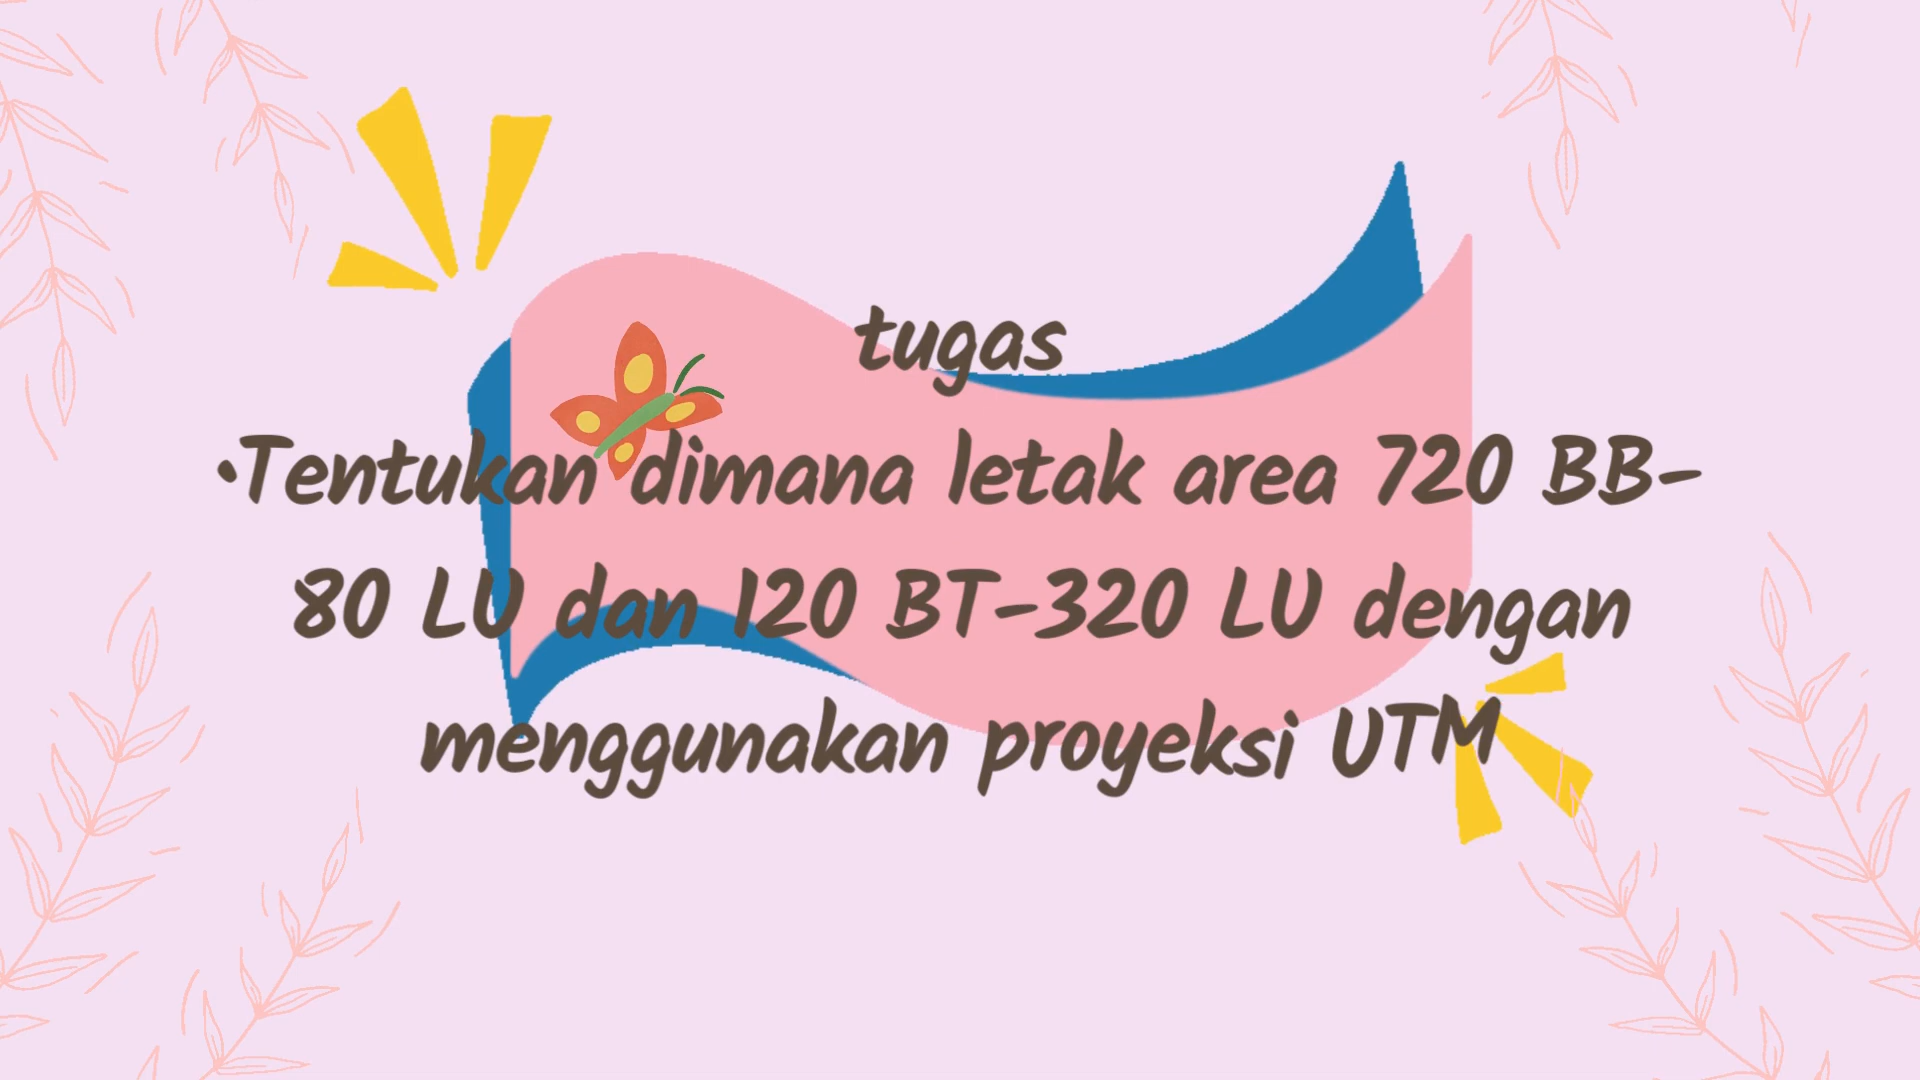 tugas
•Tentukan dimana letak area 720 BB-
80 LU dan 120 BT-320 LU dengan
menggunakan proyeksi UTM